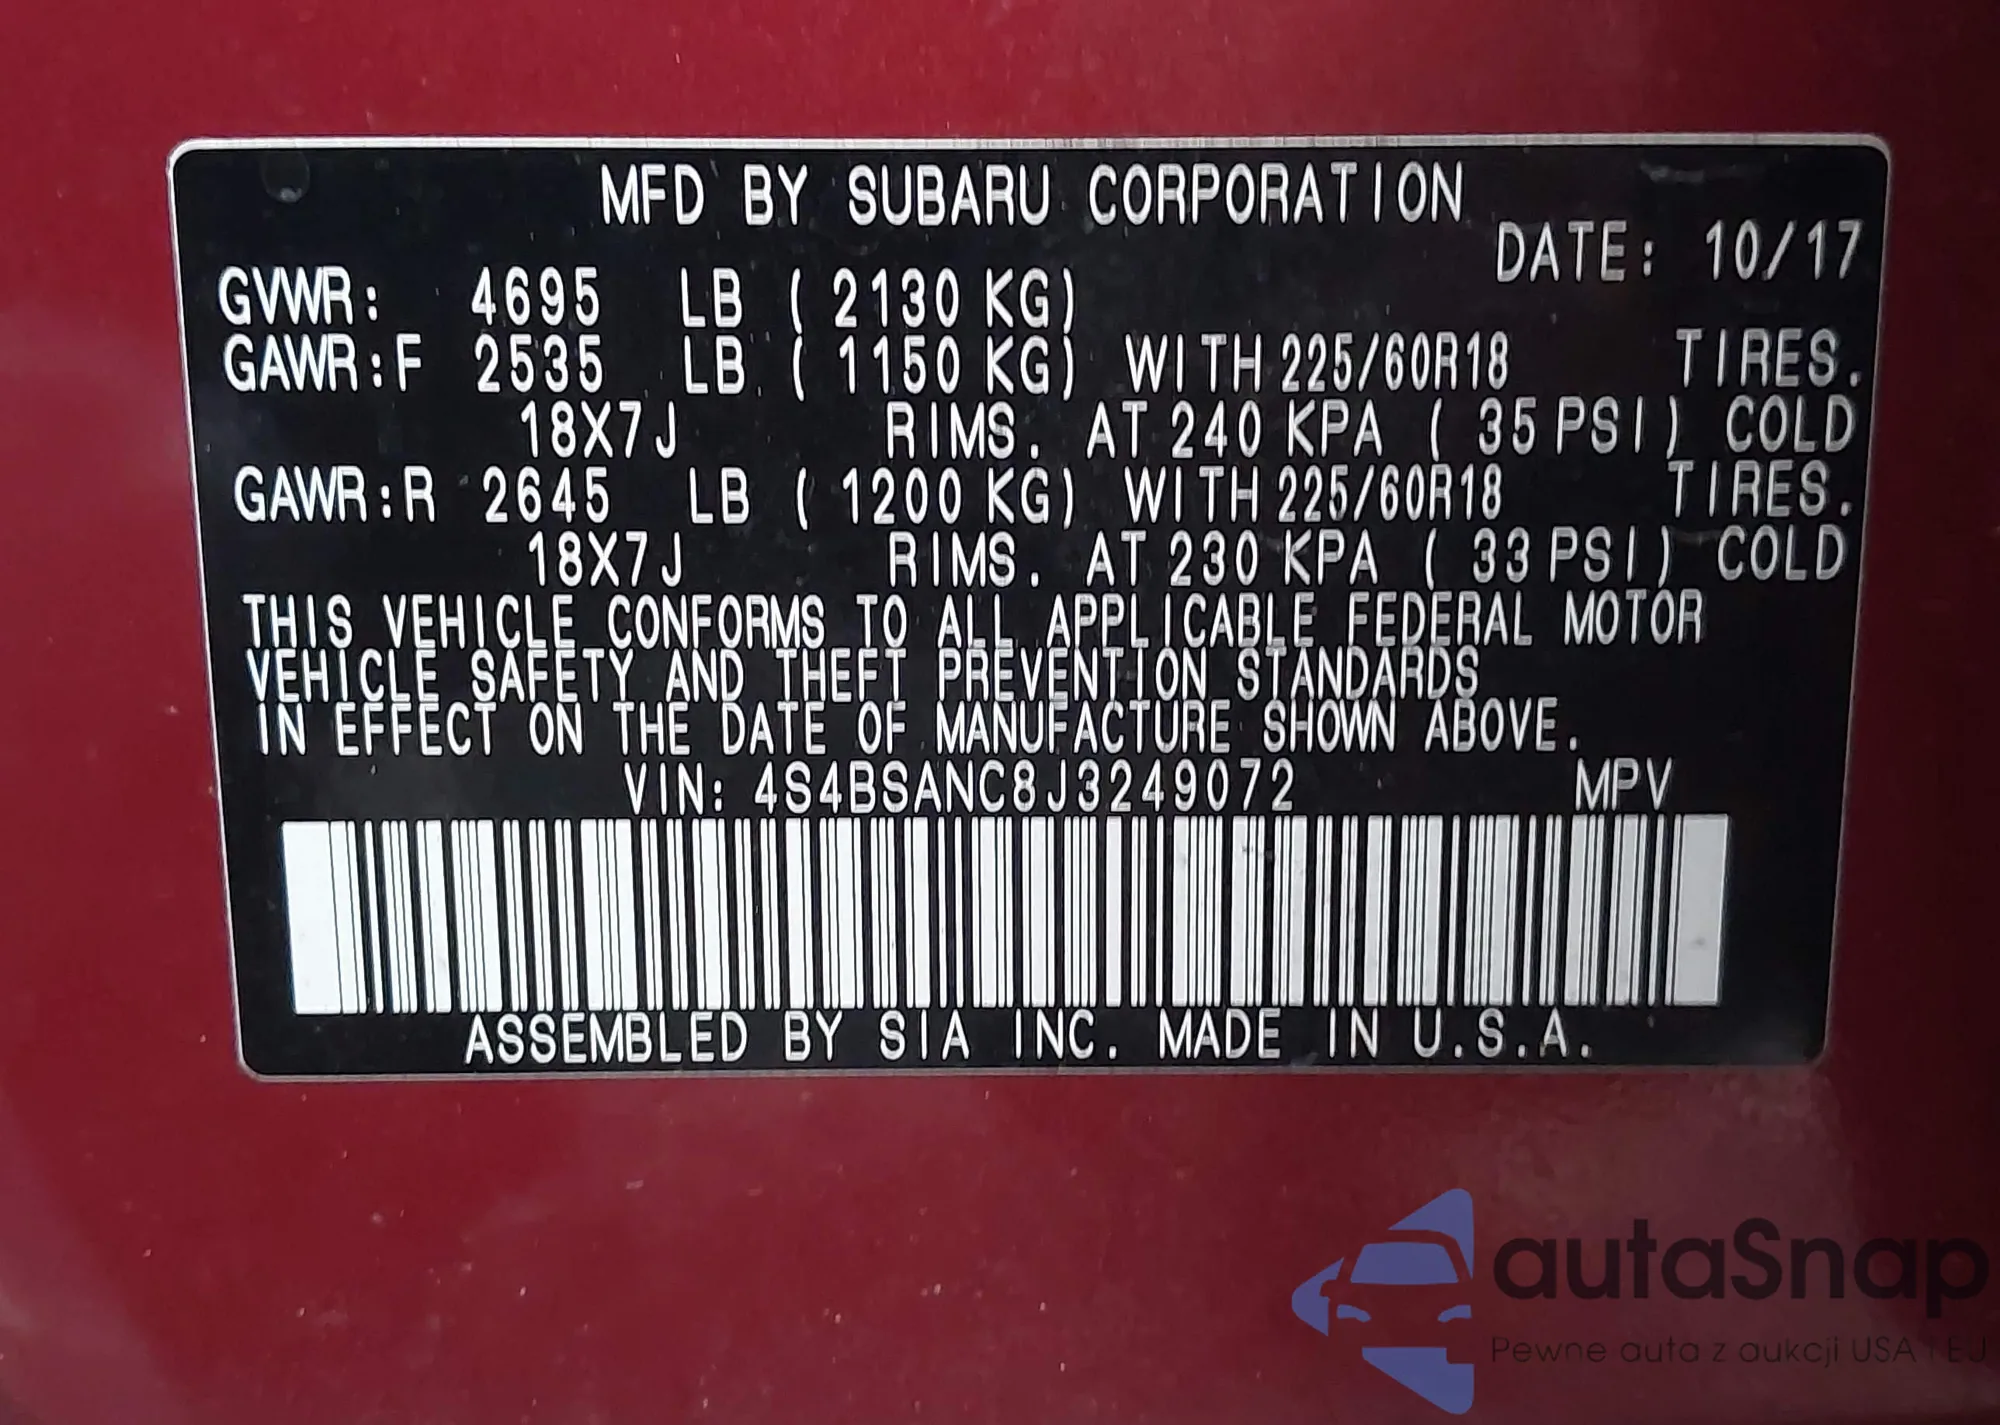 MFD BY SUBARU CORPORATION
DATE: 10/17
GVWR: 4695 LB ( 2130 KG)
GAWR:F 2535 LB ( 1150 KG) WITH 225/60R18 TIRES.
18X7J RIMS. AT 240 KPA ( 35 PSI) COLD
GAWR:R 2645 LB ( 1200 KG) WITH 225/60R18 TIRES.
18X7J RIMS. AT 230 KPA ( 33 PSI) COLD
THIS VEHICLE CONFORMS TO ALL APPLICABLE FEDERAL MOTOR
VEHICLE SAFETY AND THEFT PREVENTION STANDARDS
IN EFFECT ON THE DATE OF MANUFACTURE SHOWN ABOVE.
VIN: 4S4BSANC8J3249072 MPV
ASSEMBLED BY SIA INC. MADE IN U.S.A.
autaSnap
Pewne auta z aukcji USA i EU